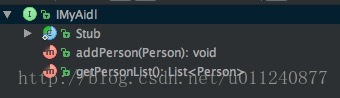 IMyAidl
Stub
addPerson(Person): void
getPersonList(): List<Person>
http://blog.csdn.net/u011240877